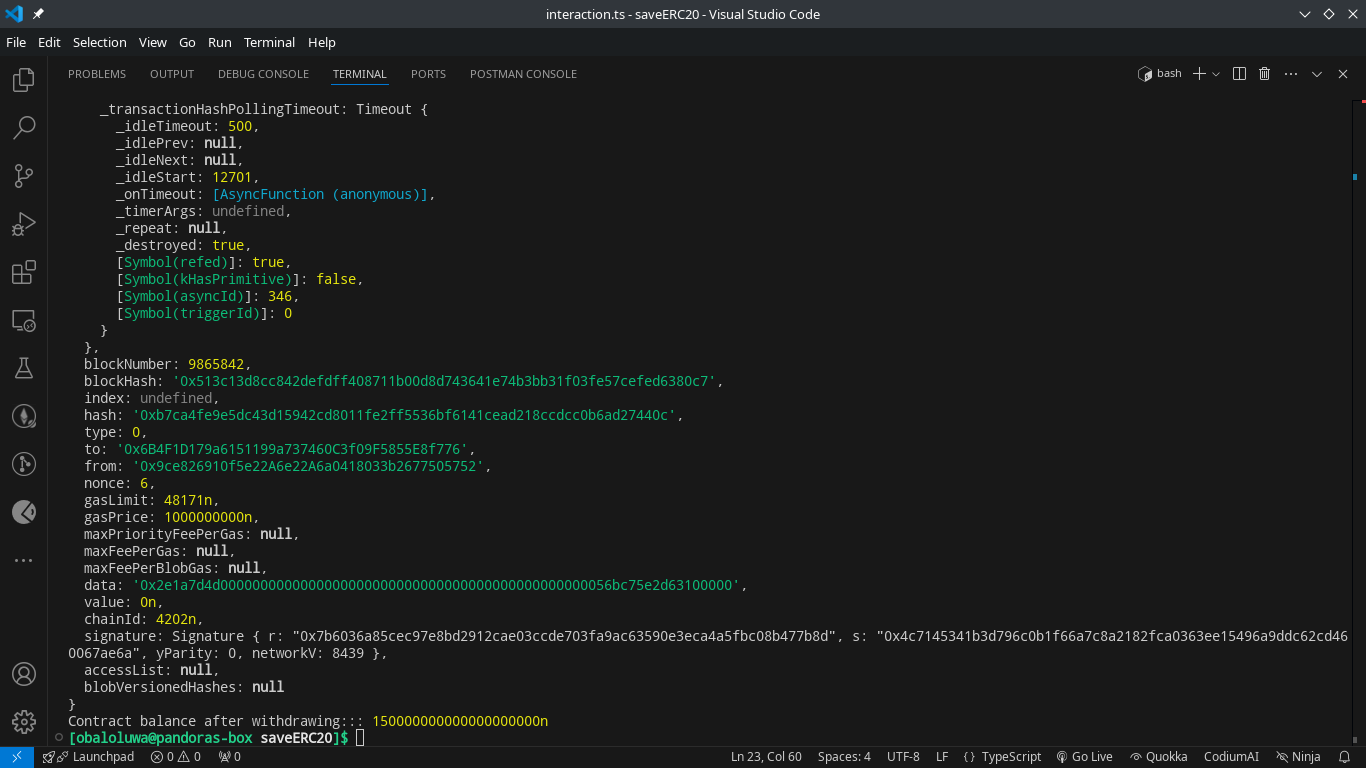 interaction.ts - saveERC20 - Visual Studio Code
File Edit Selection View Go Run Terminal Help
PROBLEMS OUTPUT DEBUG CONSOLE TERMINAL PORTS POSTMAN CONSOLE bash
_transactionHashPollingTimeout: Timeout {
_idleTimeout: 500,
_idlePrev: null,
_idleNext: null,
_idleStart: 12701,
_onTimeout: [AsyncFunction (anonymous)],
_timerArgs: undefined,
_repeat: null,
_destroyed: true,
[Symbol(refed)]: true,
[Symbol(kHasPrimitive)]: false,
[Symbol(asyncId)]: 346,
[Symbol(triggerId)]: 0
}
},
blockNumber: 9865842,
blockHash: '0x513c13d8cc842defdff408711b00d8d743641e74b3bb31f03fe57cefed6380c7',
index: undefined,
hash: '0xb7ca4fe9e5dc43d15942cd8011fe2ff5536bf6141cead218ccdcc0b6ad27440c',
type: 0,
to: '0x6B4F1D179a6151199a737460C3f09F5855E8f776',
from: '0x9ce826910f5e22A6e22A6a0418033b2677505752',
nonce: 6,
gasLimit: 48171n,
gasPrice: 1000000000n,
maxPriorityFeePerGas: null,
maxFeePerGas: null,
maxFeePerBlobGas: null,
data: '0x2e1a7d4d0000000000000000000000000000000000000000000000056bc75e2d63100000',
value: 0n,
chainId: 4202n,
signature: Signature { r: "0x7b6036a85cec97e8bd2912cae03ccde703fa9ac63590e3eca4a5fbc08b477b8d", s: "0x4c7145341b3d796c0b1f66a7c8a2182fca0363ee15496a9ddc62cd46
0067ae6a", yParity: 0, networkV: 8439 },
accessList: null,
blobVersionedHashes: null
}
Contract balance after withdrawing::: 150000000000000000000n
[obaloluwa@pandoras-box saveERC20]$
Launchpad 0 0 0 Ln 23, Col 60 Spaces: 4 UTF-8 LF {} TypeScript Go Live Quokka CodiumAI Ninja